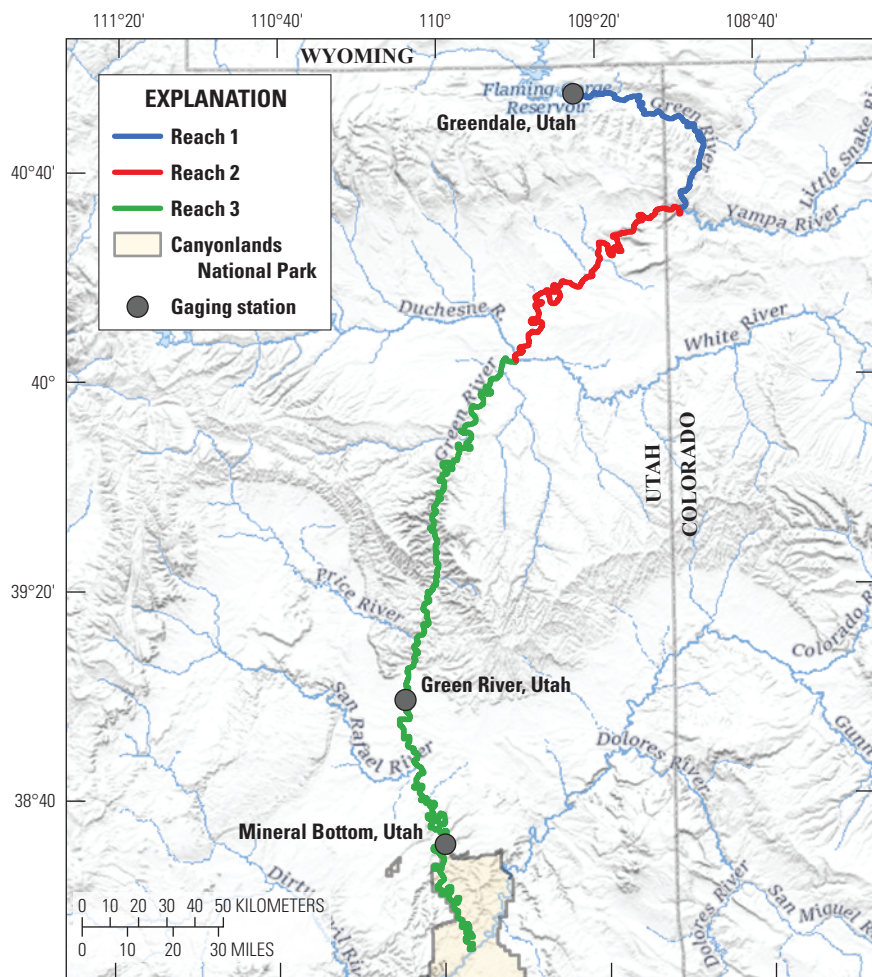 111°20'
110°40'
110°
109°20'
108°40'
WYOMING
EXPLANATION
Reach 1
Reach 2
Reach 3
Canyonlands
National Park
Gaging station
Flaming Gorge
Reservoir
Greendale, Utah
Green River
Little Snake Ri
40°40'
Yampa River
Duchesne R.
White River
40°
Green River
UTAH
COLORADO
39°20'
Price River
Colorado R
Green River, Utah
San Rafael River
Dolores River
Gunn
38°40'
Mineral Bottom, Utah
Dirty Devil Riv
Dolores River
San Miguel R
0 10 20 30 40 50 KILOMETERS
0 10 20 30 MILES